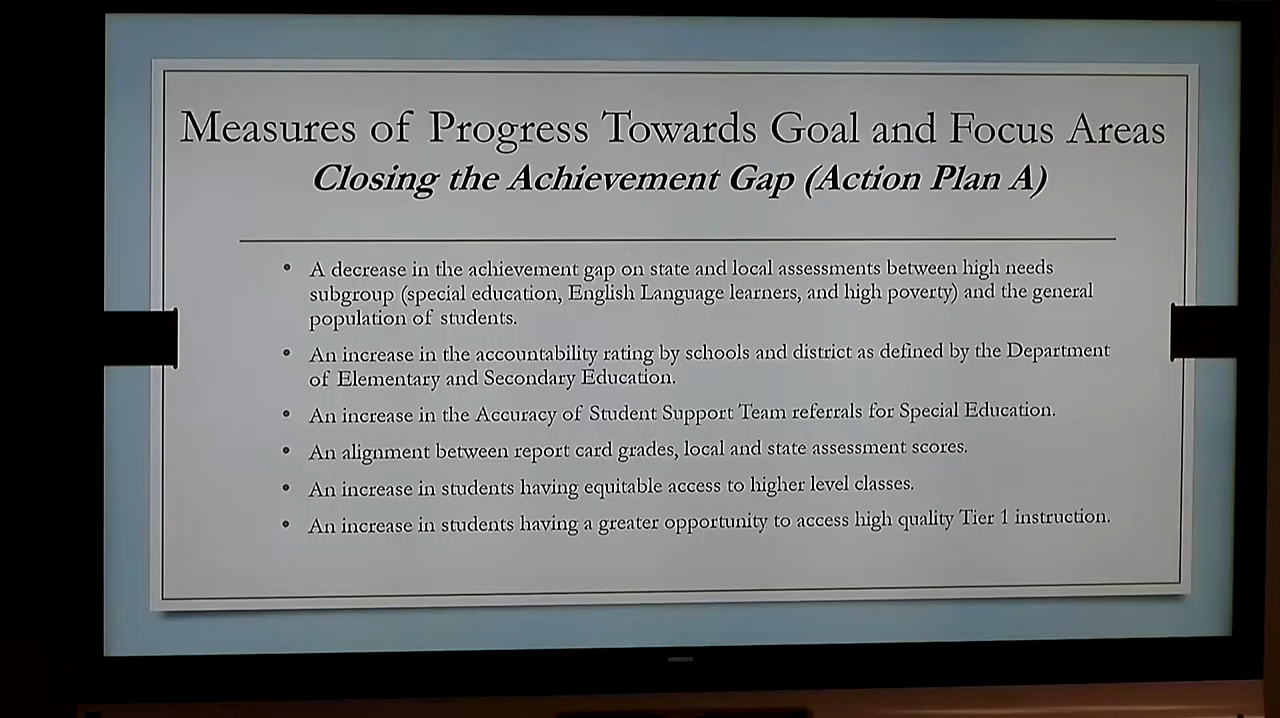 Measures of Progress Towards Goal and Focus Areas
Closing the Achievement Gap (Action Plan A)
• A decrease in the achievement gap on state and local assessments between high needs
subgroup (special education, English Language learners, and high poverty) and the general
population of students.
• An increase in the accountability rating by schools and district as defined by the Department
of Elementary and Secondary Education.
• An increase in the Accuracy of Student Support Team referrals for Special Education.
• An alignment between report card grades, local and state assessment scores.
• An increase in students having equitable access to higher level classes.
• An increase in students having a greater opportunity to access high quality Tier 1 instruction.